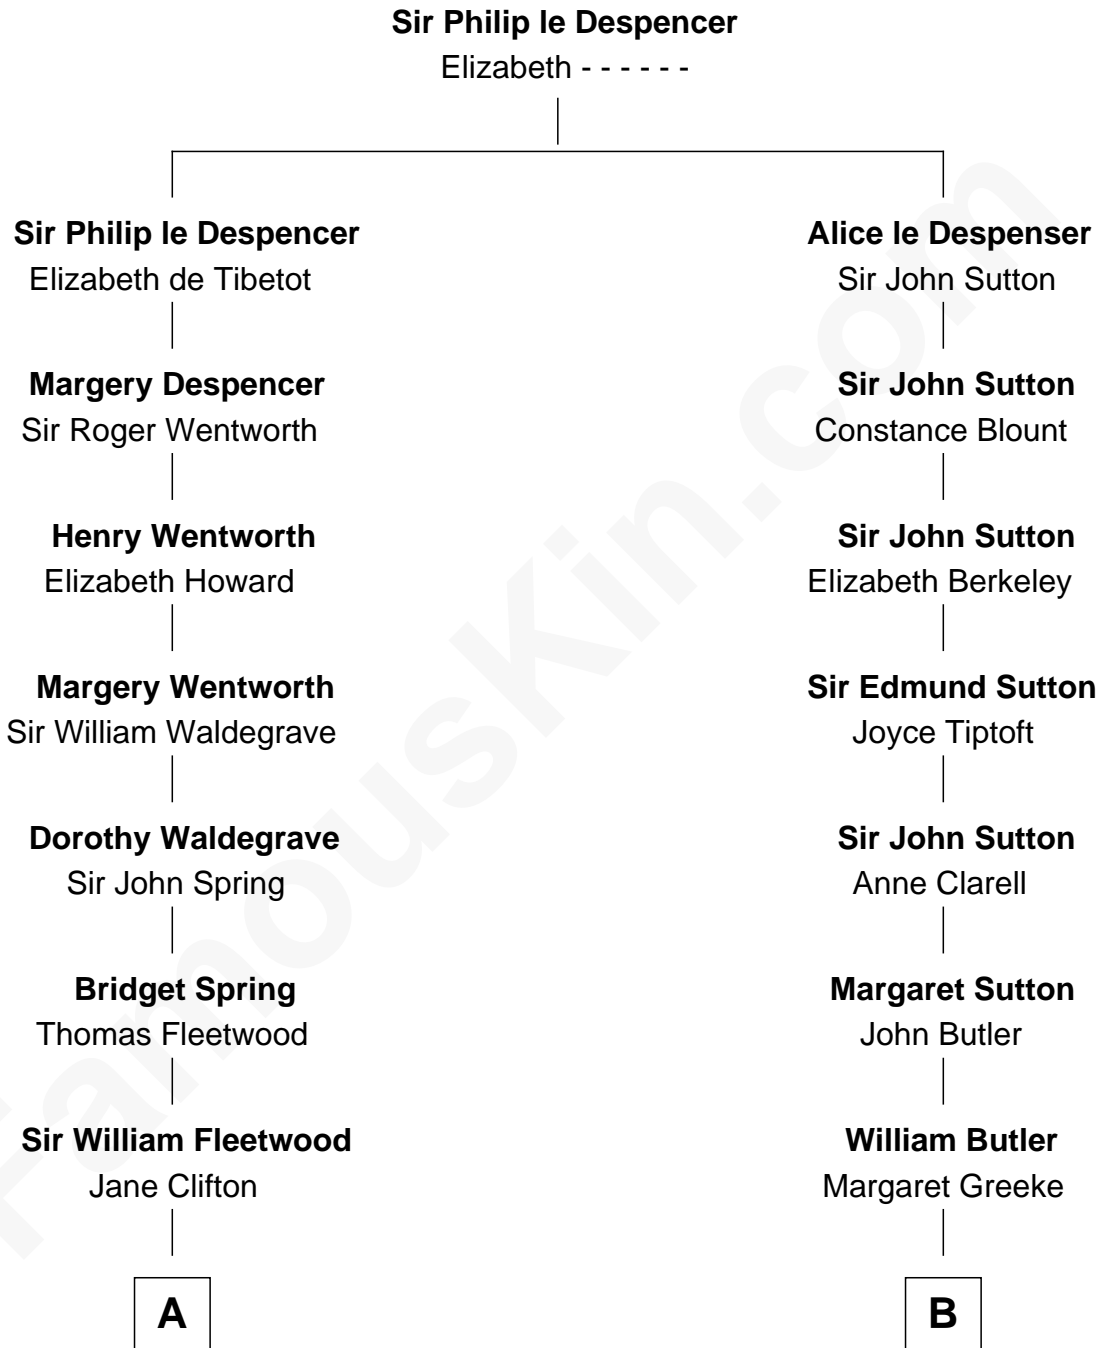 Sir Philip le Despencer
Elizabeth - - - - - -
Sir Philip le Despencer
Elizabeth de Tibetot
Margery Despencer
Sir Roger Wentworth
Henry Wentworth
Elizabeth Howard
Margery Wentworth
Sir William Waldegrave
Dorothy Waldegrave
Sir John Spring
Bridget Spring
Thomas Fleetwood
Sir William Fleetwood
Jane Clifton
A
Alice le Despenser
Sir John Sutton
Sir John Sutton
Constance Blount
Sir John Sutton
Elizabeth Berkeley
Sir Edmund Sutton
Joyce Tiptoft
Sir John Sutton
Anne Clarell
Margaret Sutton
John Butler
William Butler
Margaret Greeke
B
FamousKin.com